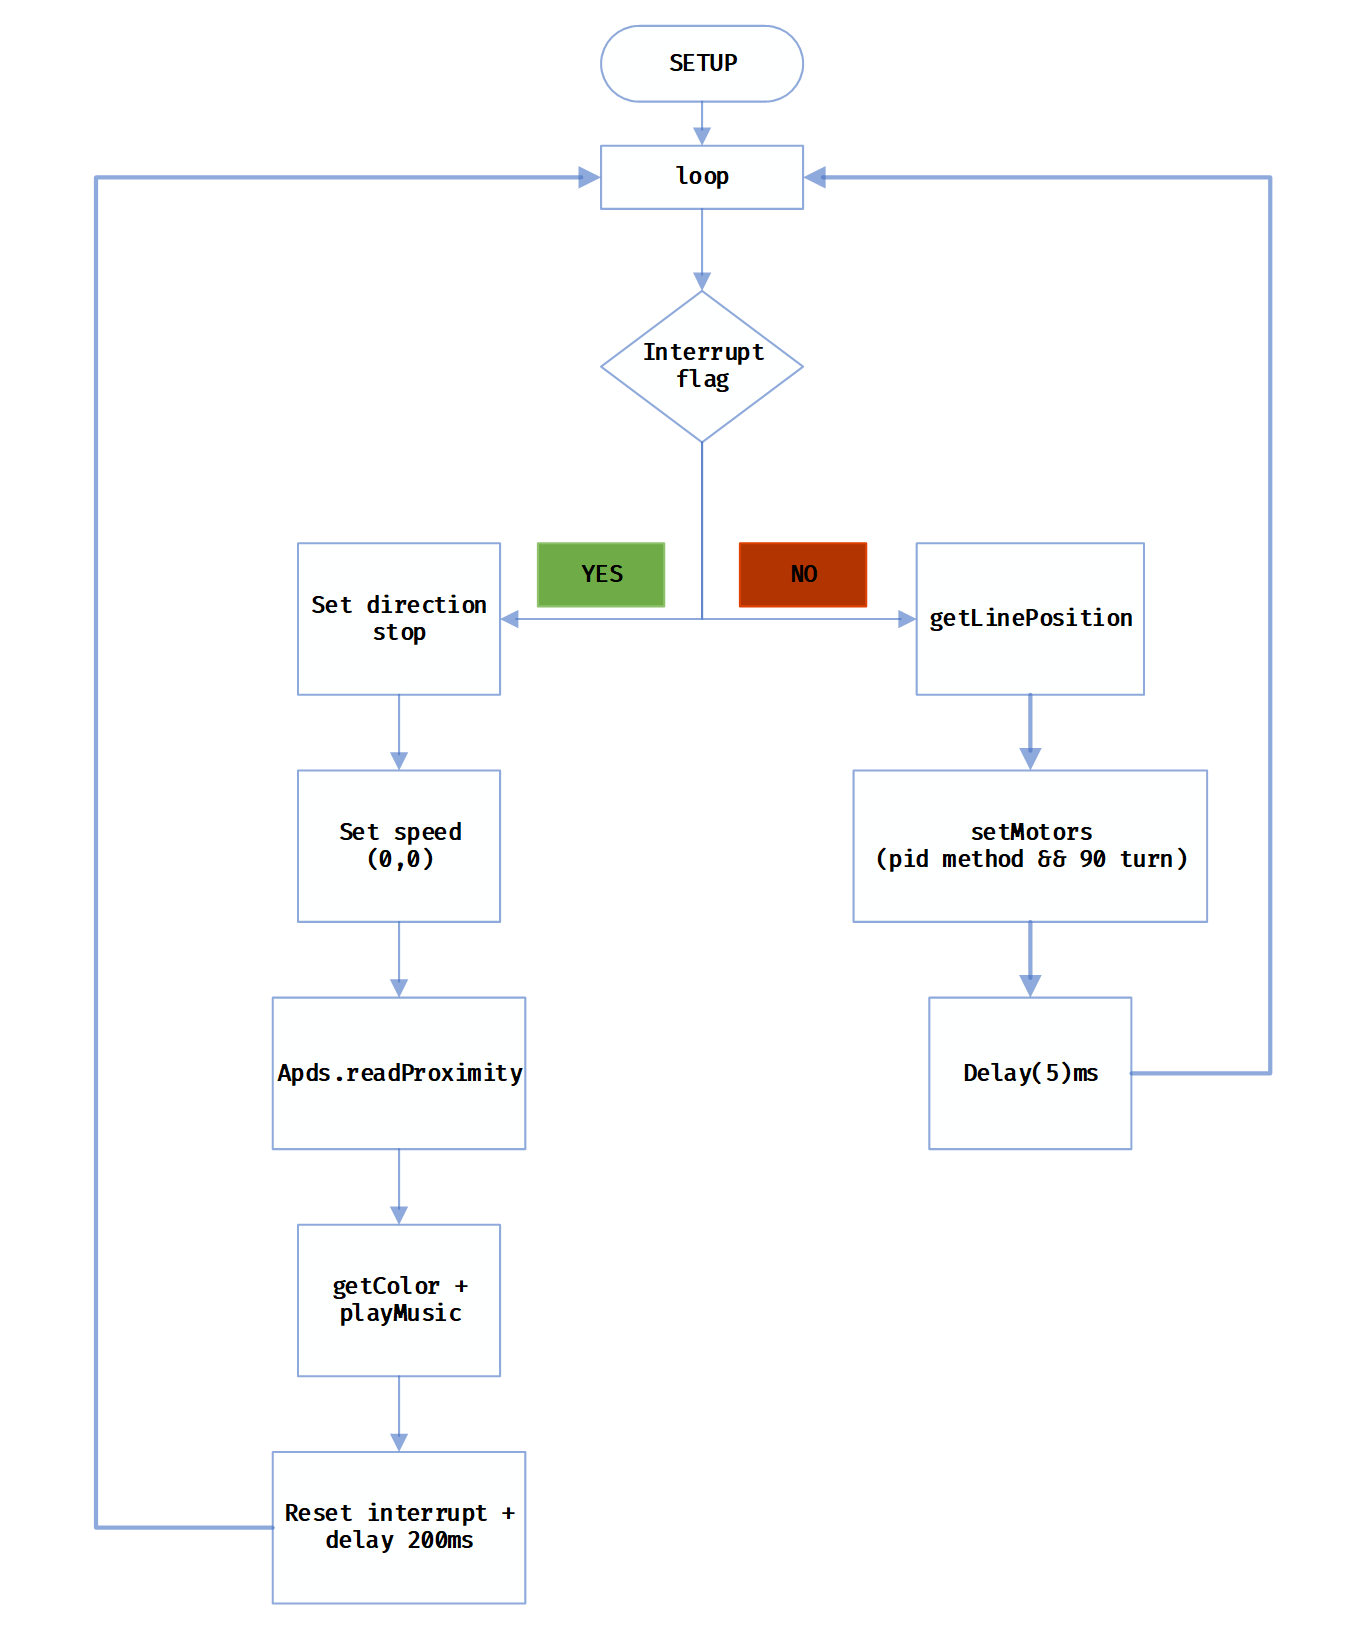 SETUP
loop
Interrupt
flag
YES
NO
Set direction
stop
getLinePosition
Set speed
(0,0)
setMotors
(pid method && 90 turn)
Apds.readProximity
Delay(5)ms
getColor +
playMusic
Reset interrupt +
delay 200ms